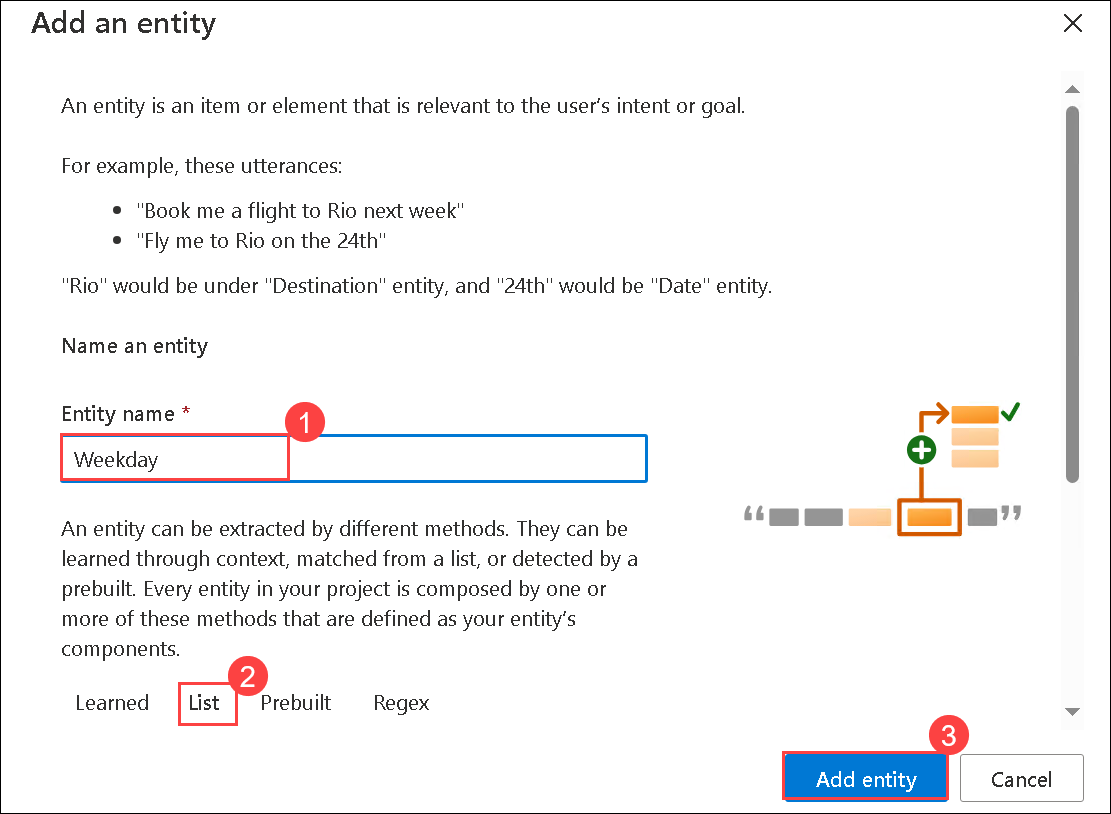 Add an entity
An entity is an item or element that is relevant to the user's intent or goal.
For example, these utterances:
• "Book me a flight to Rio next week"
• "Fly me to Rio on the 24th"
"Rio" would be under "Destination" entity, and "24th" would be "Date" entity.
Name an entity
Entity name *
1
Weekday
An entity can be extracted by different methods. They can be
learned through context, matched from a list, or detected by a
prebuilt. Every entity in your project is composed by one or
more of these methods that are defined as your entity's
components.
2
Learned List Prebuilt Regex
3
Add entity Cancel